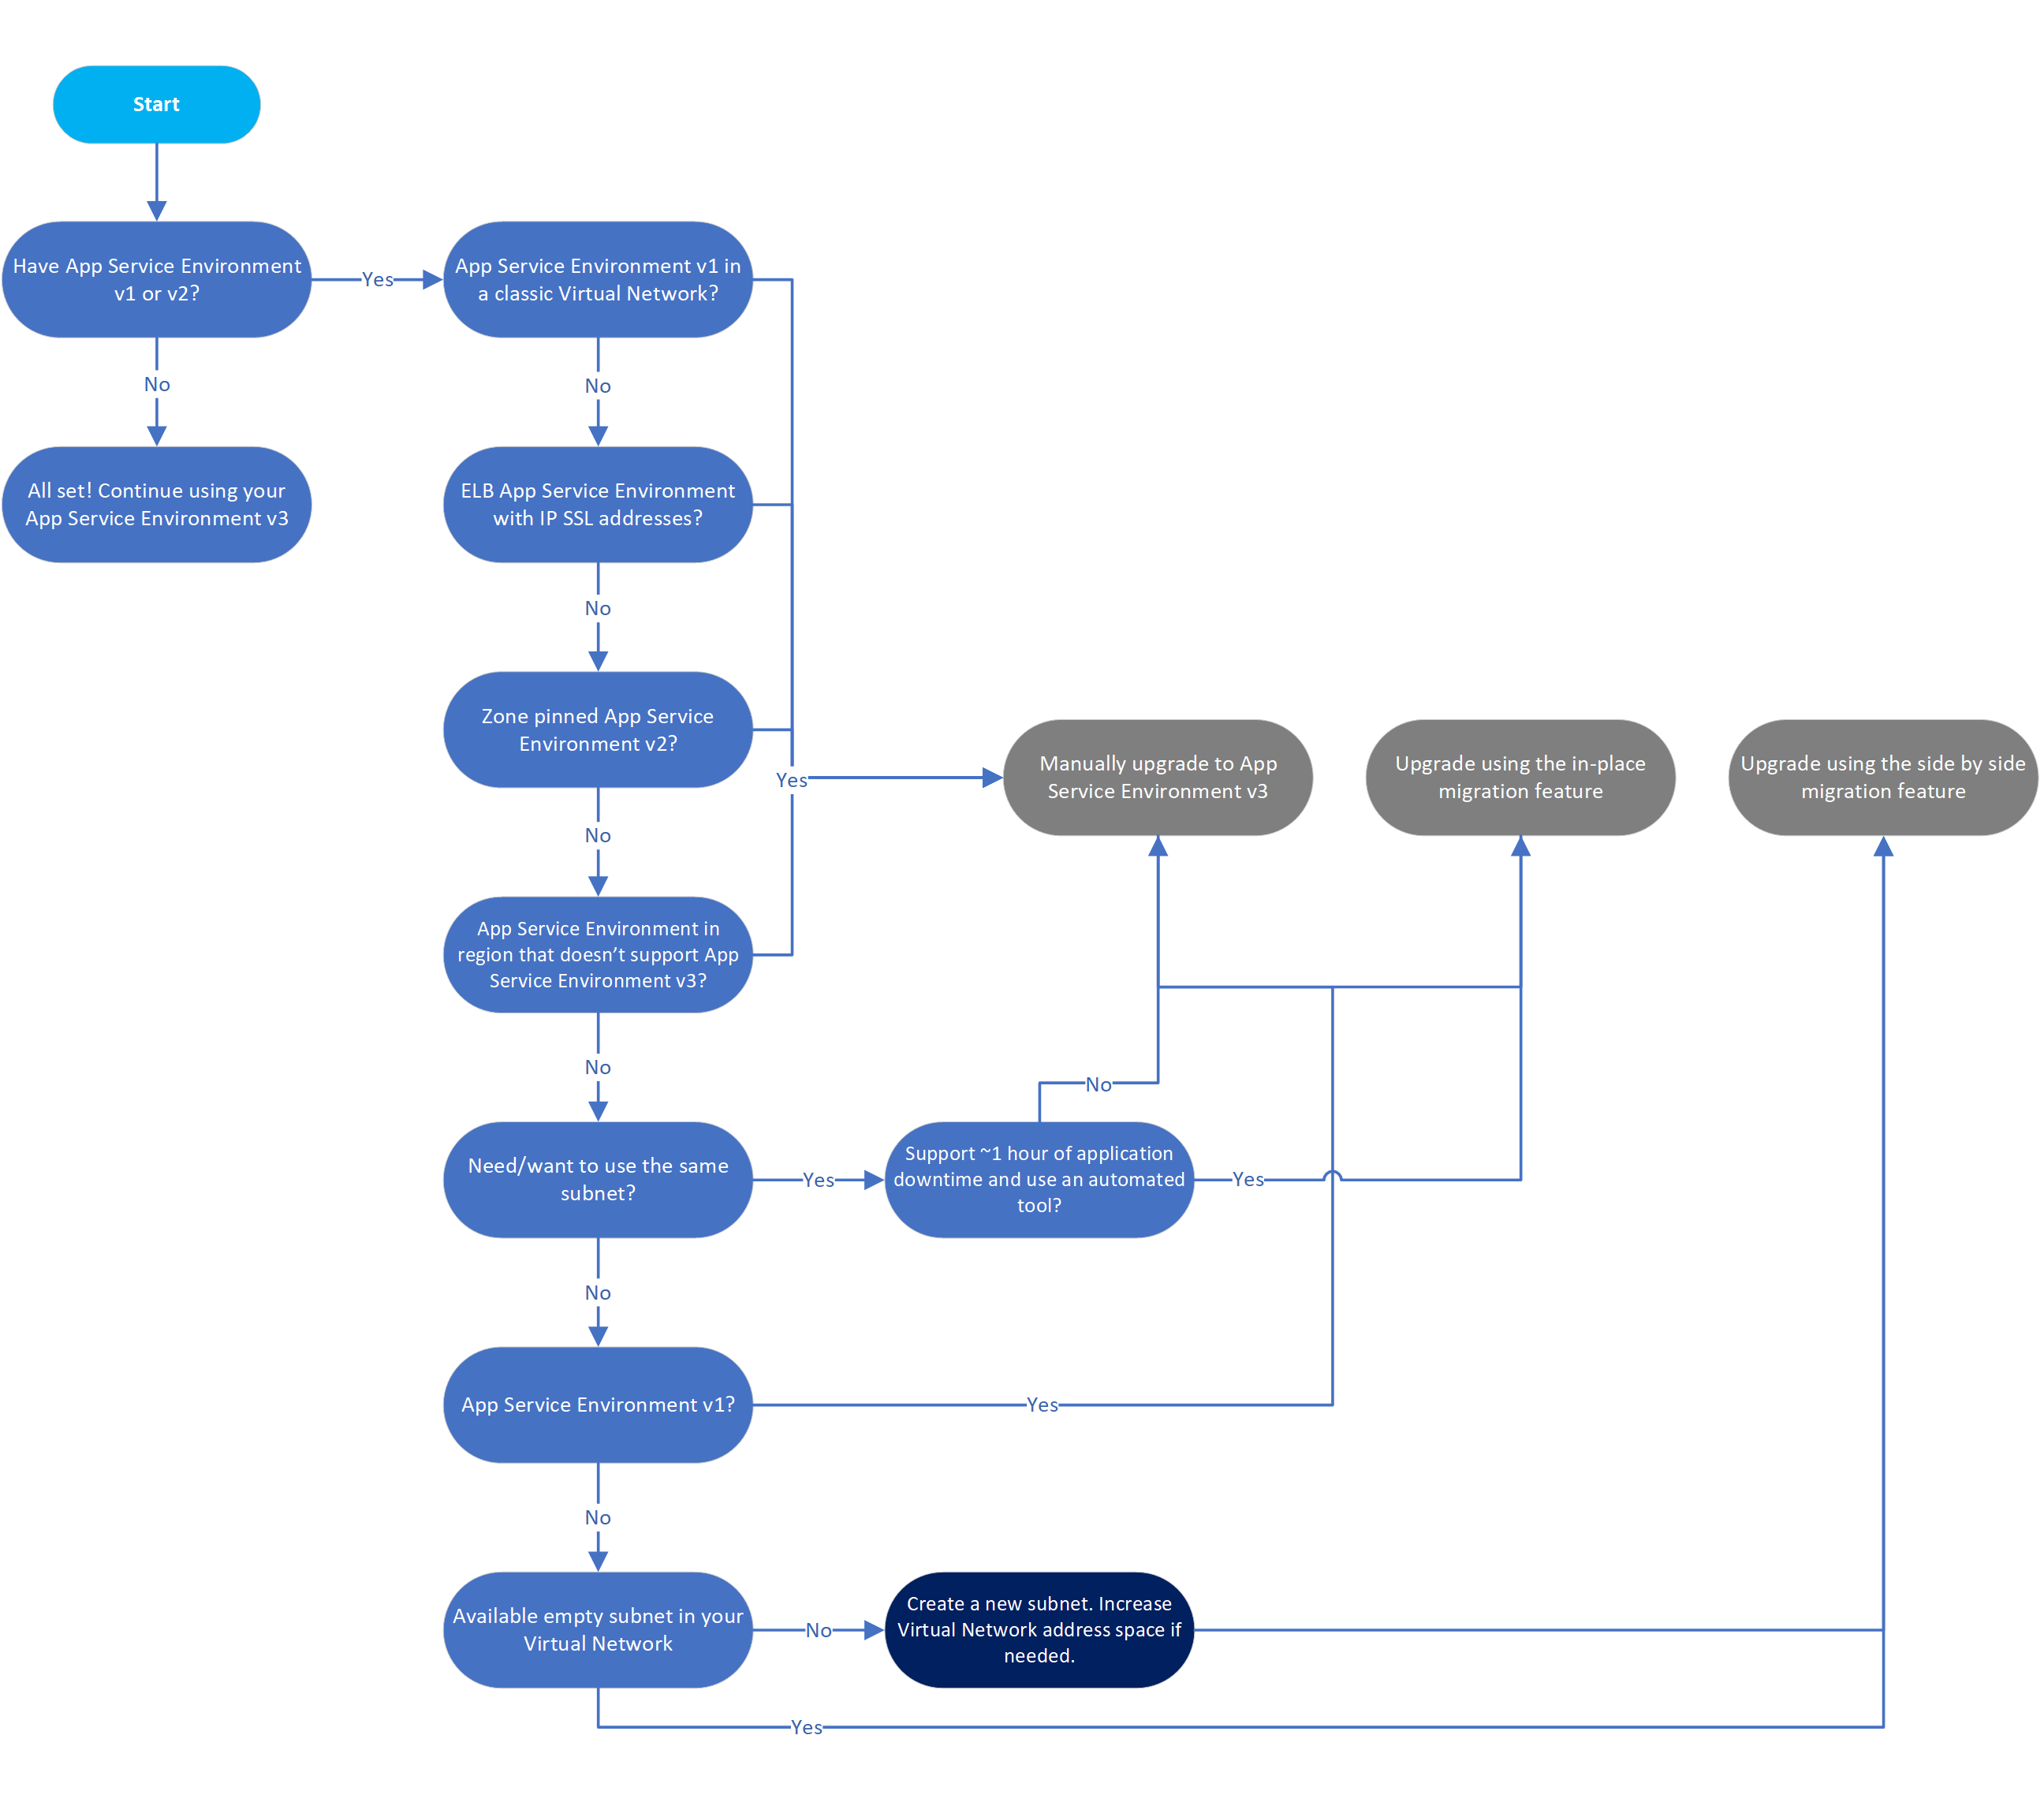 Start
Have App Service Environment
v1 or v2?
Yes
App Service Environment v1 in
a classic Virtual Network?
No
No
All set! Continue using your
App Service Environment v3
ELB App Service Environment
with IP SSL addresses?
No
Zone pinned App Service
Environment v2?
Yes
Manually upgrade to App
Service Environment v3
Upgrade using the in-place
migration feature
Upgrade using the side by side
migration feature
No
App Service Environment in
region that doesn’t support App
Service Environment v3?
No
No
Need/want to use the same
subnet?
Yes
Support ~1 hour of application
downtime and use an automated
tool?
Yes
No
App Service Environment v1?
Yes
No
Available empty subnet in your
Virtual Network
No
Create a new subnet. Increase
Virtual Network address space if
needed.
Yes